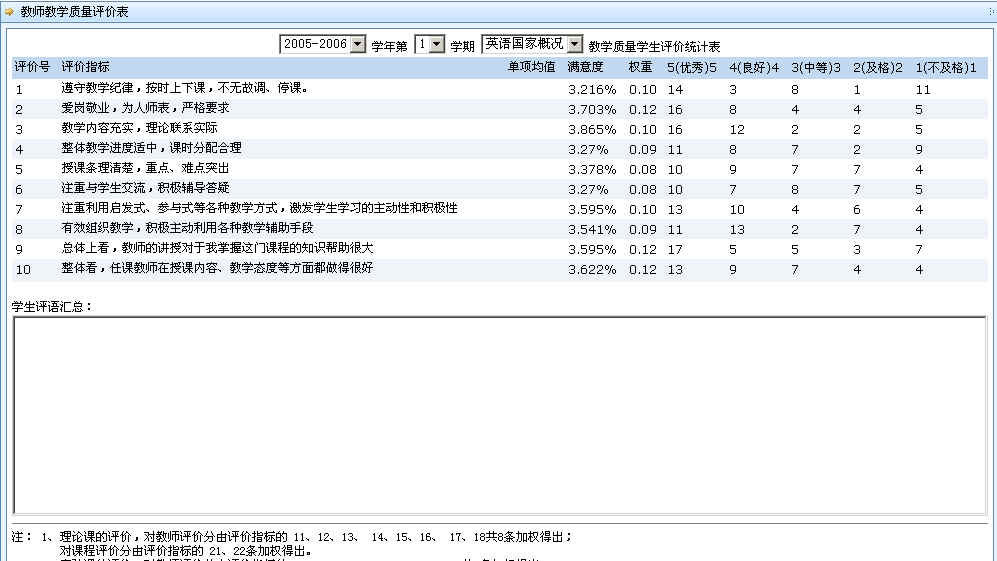 教师教学质量评价表
2005-2006 学年第 1 学期 英语国家概况 教学质量学生评价统计表
评价号 评价指标 单项均值 满意度 权重 5(优秀)5 4(良好)4 3(中等)3 2(及格)2 1(不及格)1
1 遵守教学纪律，按时上下课，不无故调、停课。 3.216% 0.10 14 3 8 1 11
2 爱岗敬业，为人师表，严格要求 3.703% 0.12 16 8 4 4 5
3 教学内容充实，理论联系实际 3.865% 0.10 16 12 2 2 5
4 整体教学进度适中，课时分配合理 3.27% 0.09 11 8 7 2 9
5 授课条理清楚，重点、难点突出 3.378% 0.08 10 9 7 7 4
6 注重与学生交流，积极辅导答疑 3.27% 0.08 10 7 8 7 5
7 注重利用启发式、参与式等各种教学方式，激发学生学习的主动性和积极性 3.595% 0.10 13 10 4 6 4
8 有效组织教学，积极主动利用各种教学辅助手段 3.541% 0.09 11 13 2 7 4
9 总体上看，教师的讲授对于我掌握这门课程的知识帮助很大 3.595% 0.12 17 5 5 3 7
10 整体看，任课教师在授课内容、教学态度等方面都做得很好 3.622% 0.12 13 9 7 4 4
学生评语汇总：
注： 1、理论课的评价，对教师评价分由评价指标的 11、12、13、 14、15、16、 17、18共8条加权得出；
对课程评价分由评价指标的 21、22条加权得出。